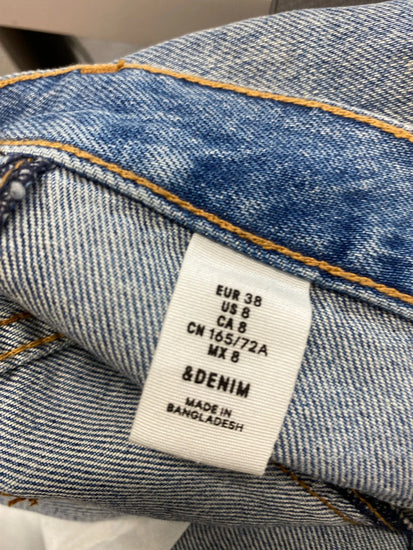 EUR 38
US 8
CA 8
CN 165/72A
MX 8
&DENIM
MADE IN
BANGLADESH